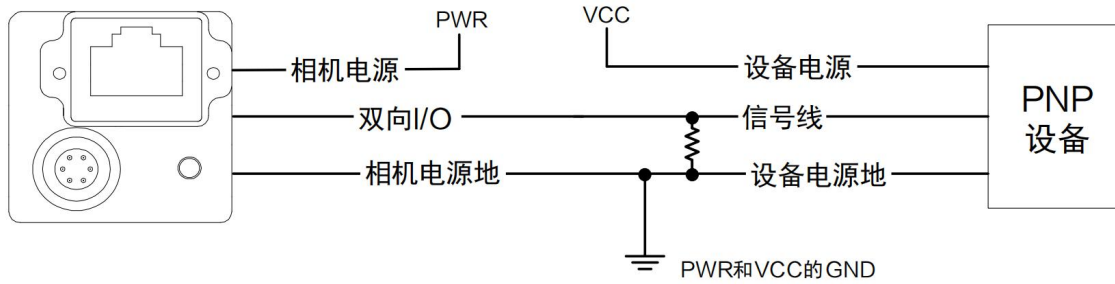 PWR
VCC
相机电源
设备电源
双向I/O
信号线
PNP
设备
相机电源地
设备电源地
PWR和VCC的GND